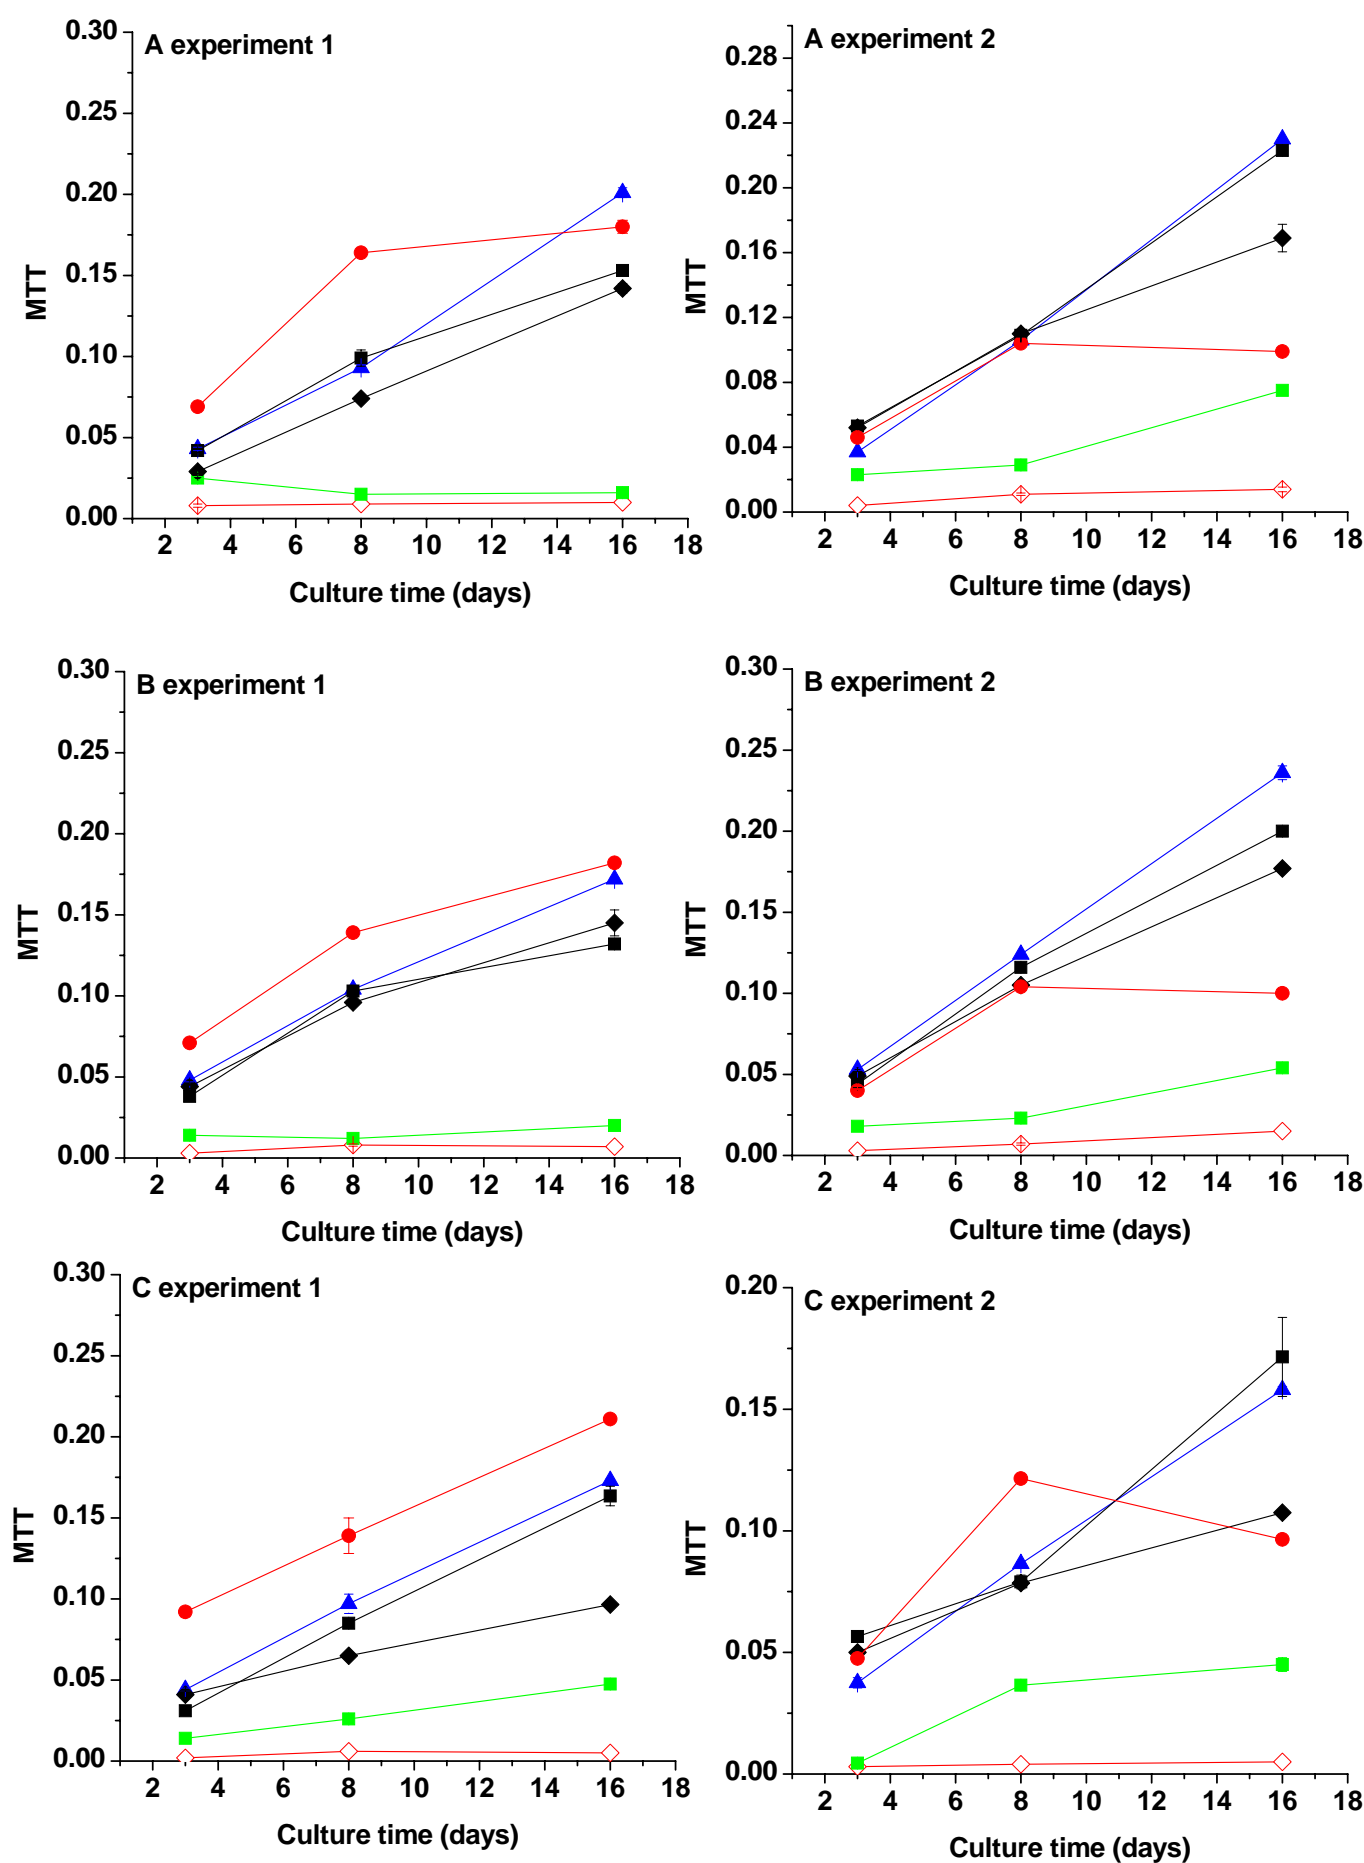 A experiment 1
0.30
0.25
0.20
0.15
0.10
0.05
0.00
MTT
2 4 6 8 10 12 14 16 18
Culture time (days)
A experiment 2
0.28
0.24
0.20
0.16
0.12
0.08
0.04
0.00
MTT
2 4 6 8 10 12 14 16 18
Culture time (days)
B experiment 1
0.30
0.25
0.20
0.15
0.10
0.05
0.00
MTT
2 4 6 8 10 12 14 16 18
Culture time (days)
B experiment 2
0.30
0.25
0.20
0.15
0.10
0.05
0.00
MTT
2 4 6 8 10 12 14 16 18
Culture time (days)
C experiment 1
0.30
0.25
0.20
0.15
0.10
0.05
0.00
MTT
2 4 6 8 10 12 14 16 18
Culture time (days)
C experiment 2
0.20
0.15
0.10
0.05
0.00
MTT
2 4 6 8 10 12 14 16 18
Culture time (days)